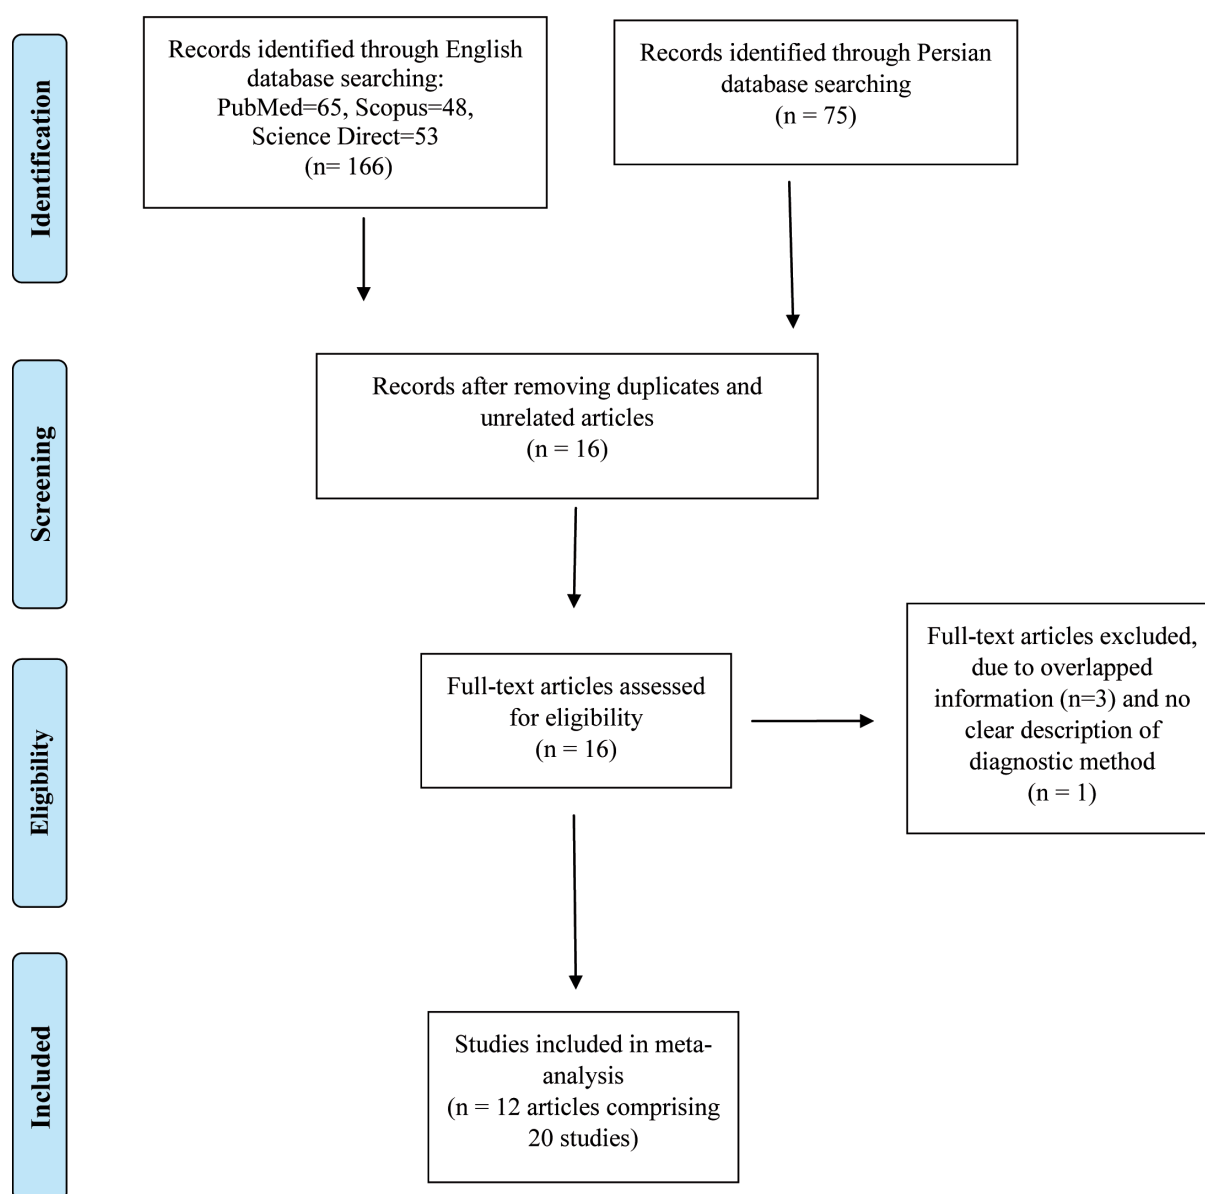 Identification
Records identified through English
database searching:
PubMed=65, Scopus=48,
Science Direct=53
(n= 166)
Records identified through Persian
database searching
(n = 75)
Screening
Records after removing duplicates and
unrelated articles
(n = 16)
Eligibility
Full-text articles assessed
for eligibility
(n = 16)
Full-text articles excluded,
due to overlapped
information (n=3) and no
clear description of
diagnostic method
(n = 1)
Included
Studies included in meta-
analysis
(n = 12 articles comprising
20 studies)